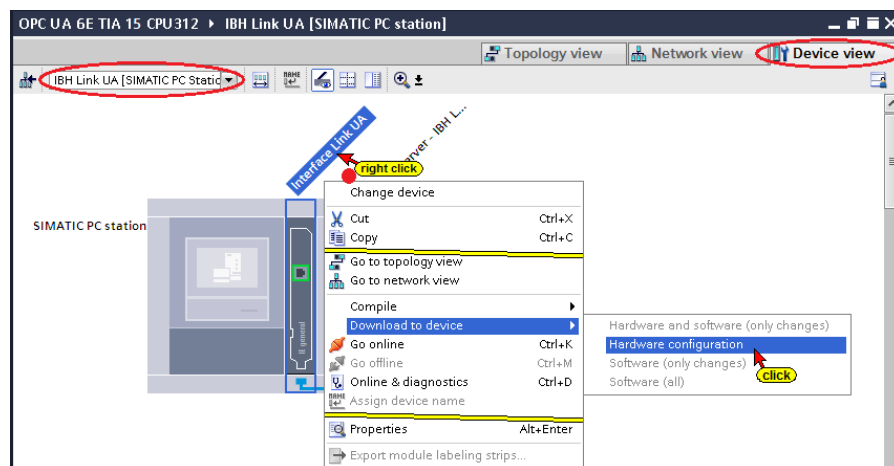 OPC UA 6E TIA 15 CPU312 ▸ IBH Link UA [SIMATIC PC station]
Topology view Network view Device view
IBH Link UA [SIMATIC PC Static
Interface Link UA
erver - IBH L...
right click
SIMATIC PC station
IE general
Change device
Cut Ctrl+X
Copy Ctrl+C
Go to topology view
Go to network view
Compile
Download to device
Hardware and software (only changes)
Go online Ctrl+K
Hardware configuration
Go offline Ctrl+M
Software (only changes)
click
Online & diagnostics Ctrl+D
Software (all)
Assign device name
Properties Alt+Enter
Export module labeling strips...